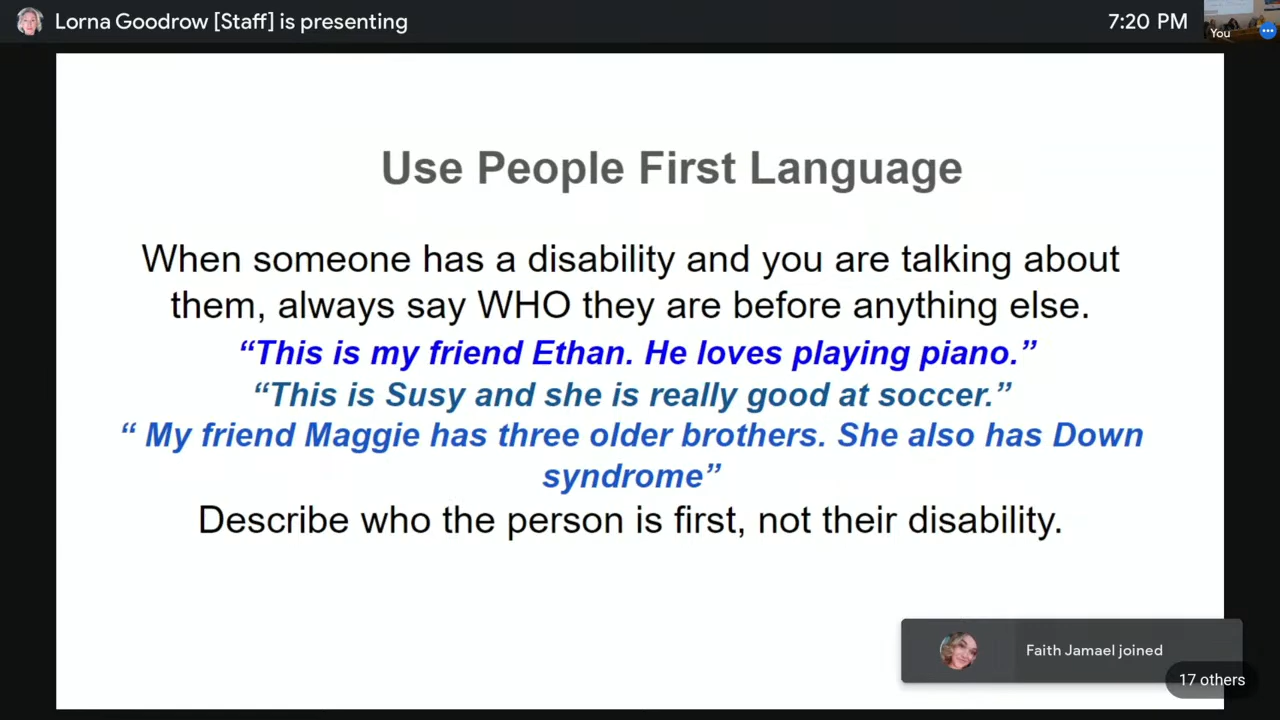 Lorna Goodrow [Staff] is presenting
7:20 PM
You
Use People First Language
When someone has a disability and you are talking about
them, always say WHO they are before anything else.
“This is my friend Ethan. He loves playing piano.”
“This is Susy and she is really good at soccer.”
“ My friend Maggie has three older brothers. She also has Down
syndrome”
Describe who the person is first, not their disability.
Faith Jamael joined
17 others